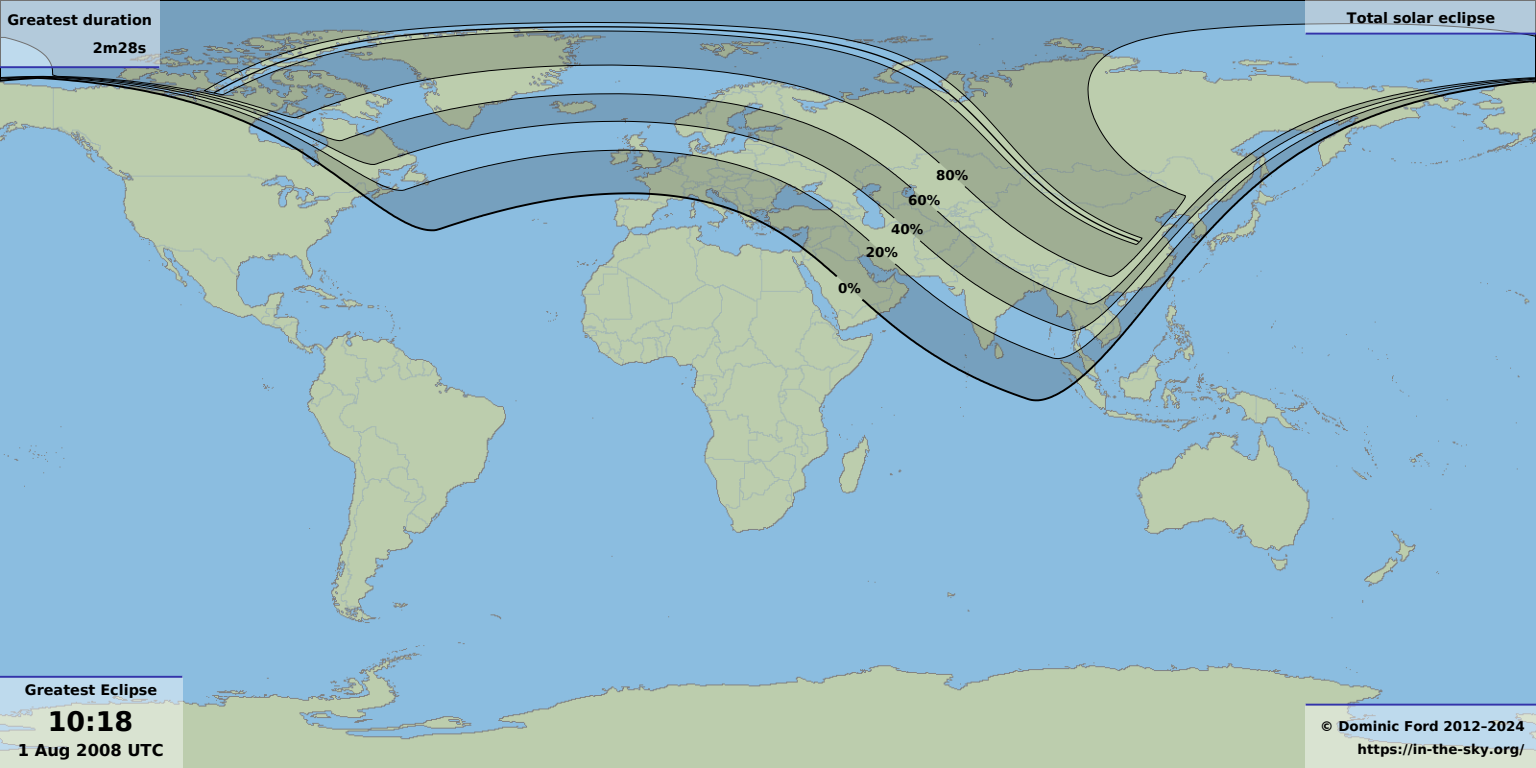 Greatest duration
2m28s
Total solar eclipse
80%
60%
40%
20%
0%
Greatest Eclipse
10:18
1 Aug 2008 UTC
© Dominic Ford 2012–2024
https://in-the-sky.org/